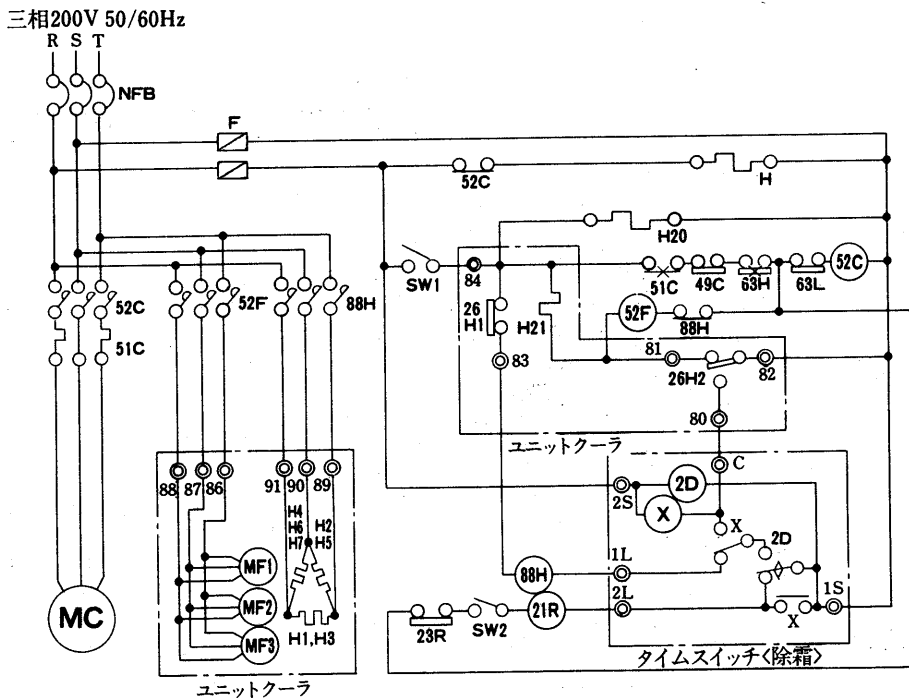 三相200V 50/60Hz
R S T
NFB
F
52C
H
H20
SW1
84
51C
49C
63H
63L
52C
26
H1
H21
52F
88H
83
81
26H2
82
80
ユニットクーラ
52C
52F
88H
51C
88
87
86
91
90
89
H4
H6
H7
H2
H5
MF1
MF2
MF3
H1,H3
MC
ユニットクーラ
C
2S
2D
X
X
2D
1L
88H
2L
21R
1S
X
23R
SW2
タイムスイッチ〈除霜〉